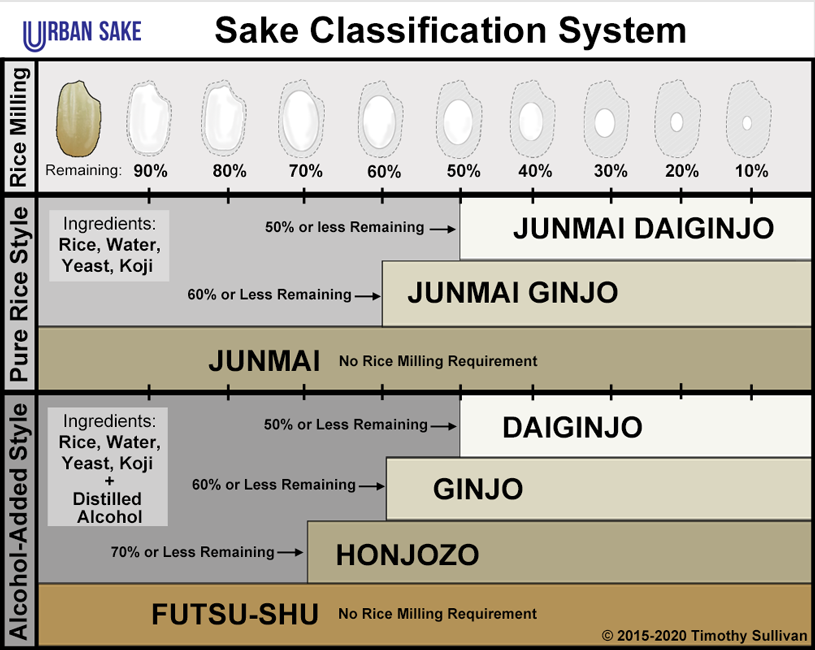 URBAN SAKE
Sake Classification System
Rice Milling
Remaining: 90% 80% 70% 60% 50% 40% 30% 20% 10%
Pure Rice Style
Ingredients:
Rice, Water,
Yeast, Koji
50% or less Remaining
JUNMAI DAIGINJO
60% or Less Remaining
JUNMAI GINJO
JUNMAI No Rice Milling Requirement
Alcohol-Added Style
Ingredients:
Rice, Water,
Yeast, Koji
+
Distilled
Alcohol
50% or Less Remaining
DAIGINJO
60% or Less Remaining
GINJO
70% or Less Remaining
HONJOZO
FUTSU-SHU No Rice Milling Requirement
© 2015-2020 Timothy Sullivan